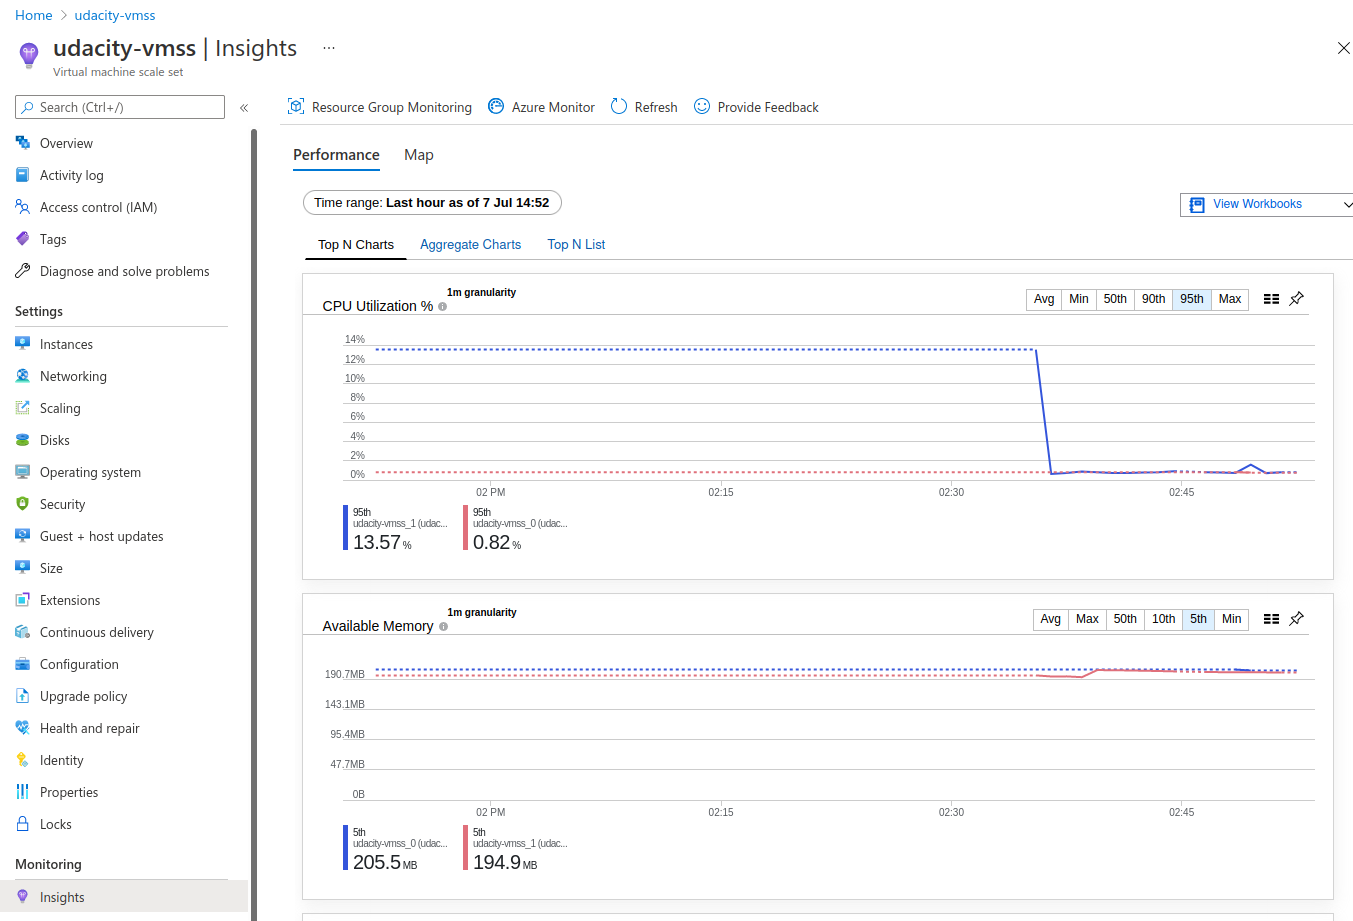 Home > udacity-vmss
udacity-vmss | Insights ...
Virtual machine scale set
Search (Ctrl+/)
«
Overview
Activity log
Access control (IAM)
Tags
Diagnose and solve problems
Settings
Instances
Networking
Scaling
Disks
Operating system
Security
Guest + host updates
Size
Extensions
Continuous delivery
Configuration
Upgrade policy
Health and repair
Identity
Properties
Locks
Monitoring
Insights
Resource Group Monitoring Azure Monitor Refresh Provide Feedback
Performance Map
Time range: Last hour as of 7 Jul 14:52
View Workbooks
Top N Charts Aggregate Charts Top N List
1m granularity
CPU Utilization %
Avg Min 50th 90th 95th Max
14%
12%
10%
8%
6%
4%
2%
0%
02 PM 02:15 02:30 02:45
95th 95th
udacity-vmss_1 (udac... udacity-vmss_0 (udac...
13.57 % 0.82 %
1m granularity
Available Memory
Avg Max 50th 10th 5th Min
190.7MB
143.1MB
95.4MB
47.7MB
0B
02 PM 02:15 02:30 02:45
5th 5th
udacity-vmss_0 (udac... udacity-vmss_1 (udac...
205.5 MB 194.9 MB